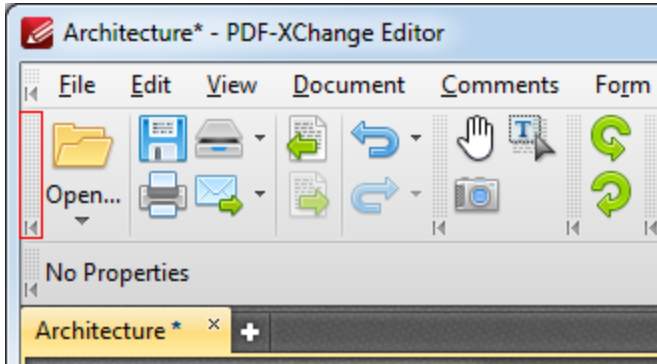 Architecture* - PDF-XChange Editor
File Edit View Document Comments Form
T
Open...
No Properties
Architecture * ×